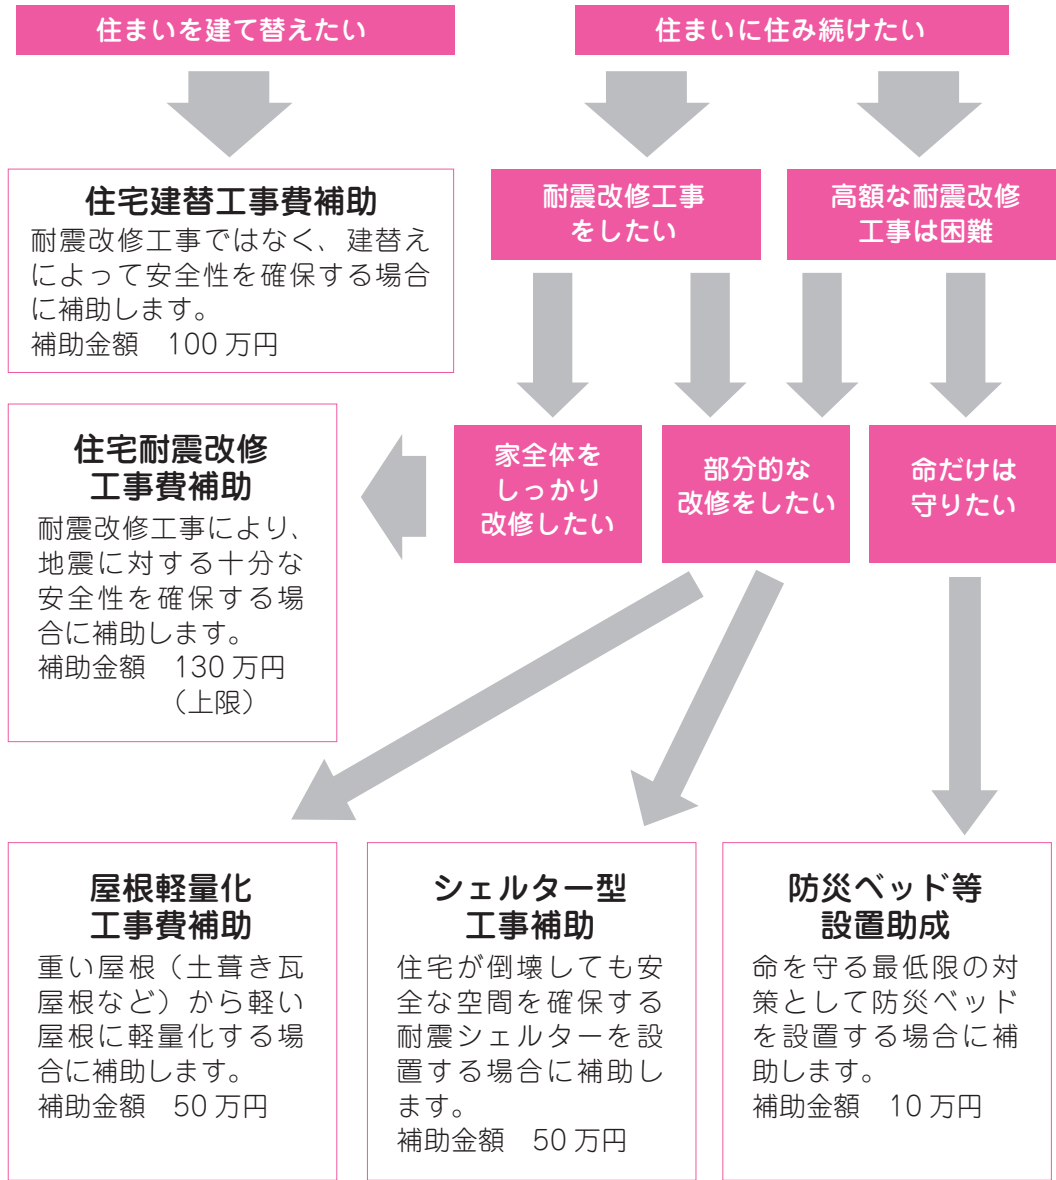 住まいを建て替えたい
住まいに住み続けたい
住宅建替工事費補助
耐震改修工事ではなく、建替え
によって安全性を確保する場合
に補助します。
補助金額　100 万円
耐震改修工事
をしたい
高額な耐震改修
工事は困難
住宅耐震改修
工事費補助
耐震改修工事により、
地震に対する十分な
安全性を確保する場
合に補助します。
補助金額　130 万円
（上限）
家全体を
しっかり
改修したい
部分的な
改修をしたい
命だけは
守りたい
屋根軽量化
工事費補助
重い屋根（土葺き瓦
屋根など）から軽い
屋根に軽量化する場
合に補助します。
補助金額　50 万円
シェルター型
工事補助
住宅が倒壊しても安
全な空間を確保する
耐震シェルターを設
置する場合に補助し
ます。
補助金額　50 万円
防災ベッド等
設置助成
命を守る最低限の対
策として防災ベッド
を設置する場合に補
助します。
補助金額　10 万円